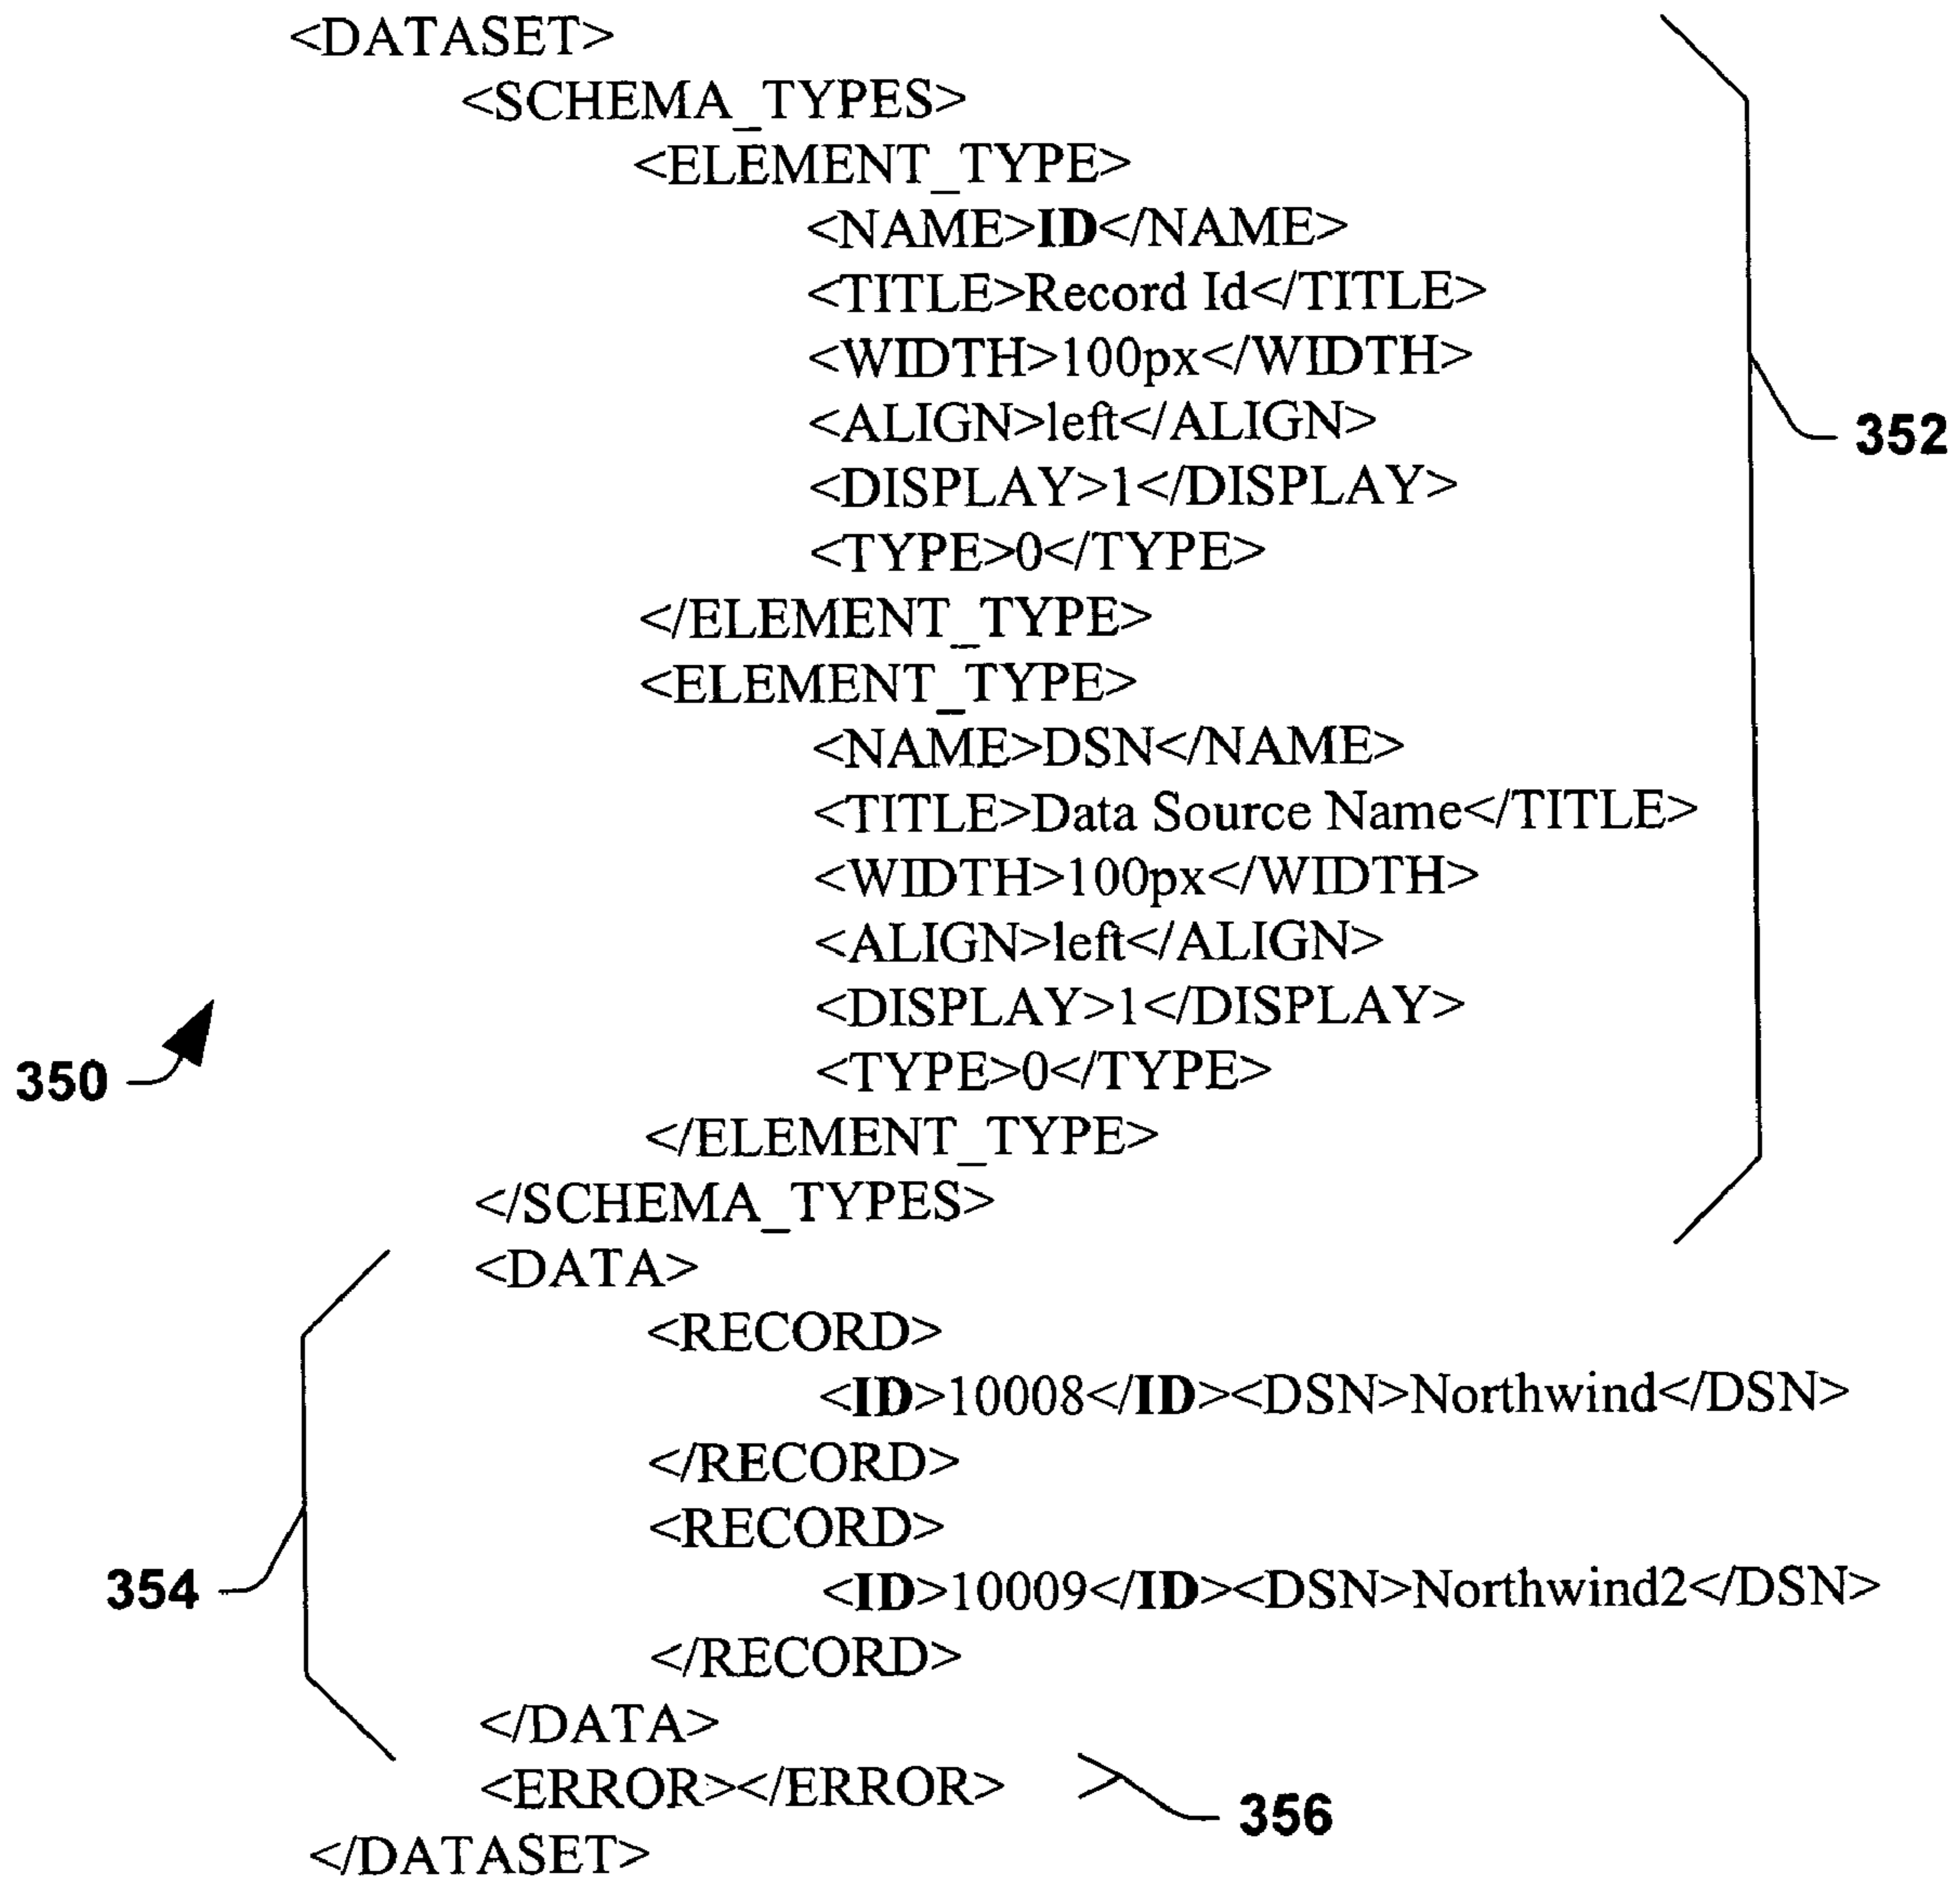 <DATASET>
<SCHEMA_TYPES>
<ELEMENT_TYPE>
<NAME>ID</NAME>
<TITLE>Record Id</TITLE>
<WIDTH>100px</WIDTH>
<ALIGN>left</ALIGN>
352
<DISPLAY>1</DISPLAY>
<TYPE>0</TYPE>
</ELEMENT_TYPE>
<ELEMENT_TYPE>
<NAME>DSN</NAME>
<TITLE>Data Source Name</TITLE>
<WIDTH>100px</WIDTH>
<ALIGN>left</ALIGN>
<DISPLAY>1</DISPLAY>
350
<TYPE>0</TYPE>
</ELEMENT_TYPE>
</SCHEMA_TYPES>
<DATA>
<RECORD>
<ID>10008</ID><DSN>Northwind</DSN>
</RECORD>
<RECORD>
354
<ID>10009</ID><DSN>Northwind2</DSN>
</RECORD>
</DATA>
<ERROR></ERROR>
356
</DATASET>